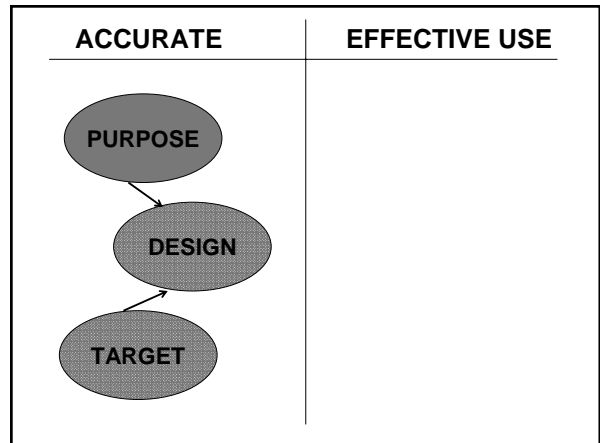 ACCURATE
EFFECTIVE USE
PURPOSE
DESIGN
TARGET